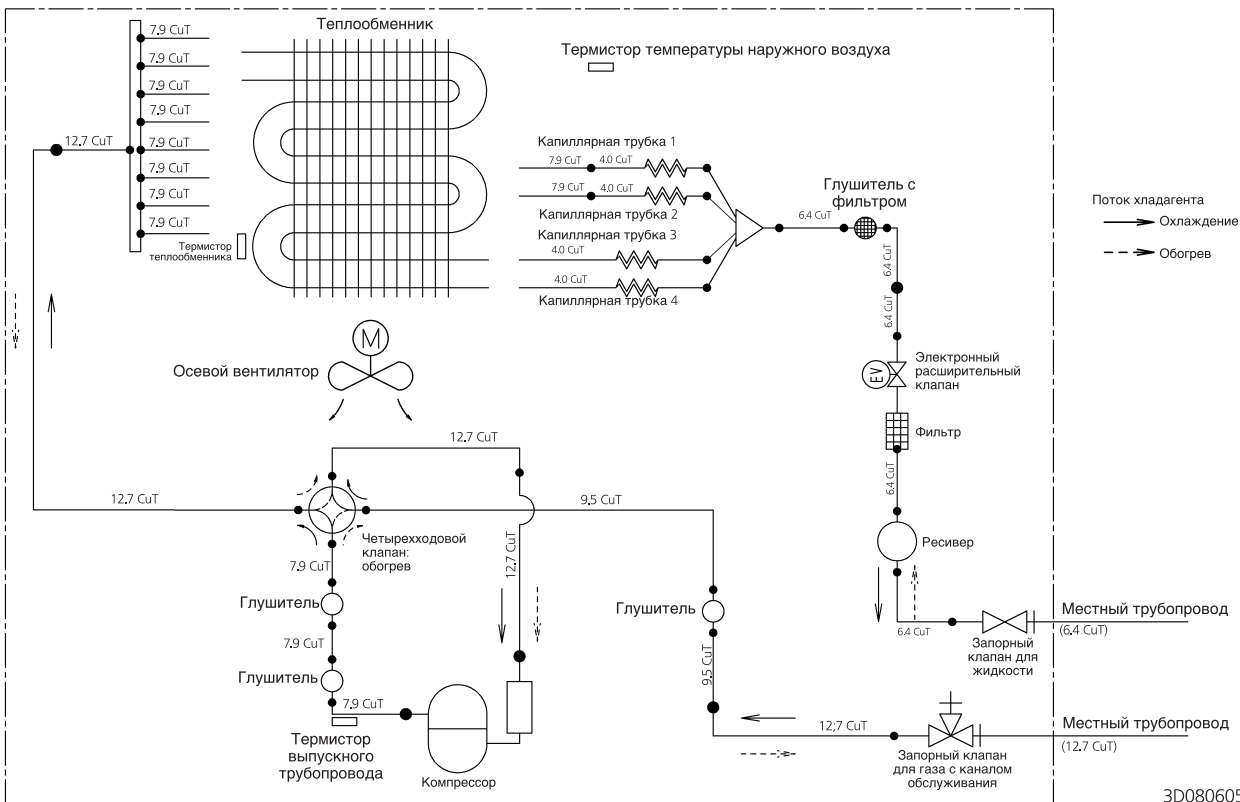 7.9 CuT
7.9 CuT
7.9 CuT
7.9 CuT
7.9 CuT
7.9 CuT
7.9 CuT
7.9 CuT
12.7 CuT
Теплообменник
Термистор
теплообменника
Термистор температуры наружного воздуха
Капиллярная трубка 1
7.9 CuT
4.0 CuT
7.9 CuT
4.0 CuT
Капиллярная трубка 2
Капиллярная трубка 3
4.0 CuT
4.0 CuT
Капиллярная трубка 4
6.4 CuT
Глушитель с
фильтром
6.4 CuT
6.4 CuT
Поток хладагента
Охлаждение
Обогрев
M
Осевой вентилятор
EV
Электронный
расширительный
клапан
Фильтр
6.4 CuT
Ресивер
6.4 CuT
Запорный
клапан для
жидкости
Местный трубопровод
(6.4 CuT)
12.7 CuT
12.7 CuT
9.5 CuT
12.7 CuT
Четырехходовой
клапан:
обогрев
7.9 CuT
Глушитель
7.9 CuT
Глушитель
7.9 CuT
Термистор
выпускного
трубопровода
Компрессор
Глушитель
9.5 CuT
12;7 CuT
Запорный клапан
для газа с каналом
обслуживания
Местный трубопровод
(12.7 CuT)
3D080605